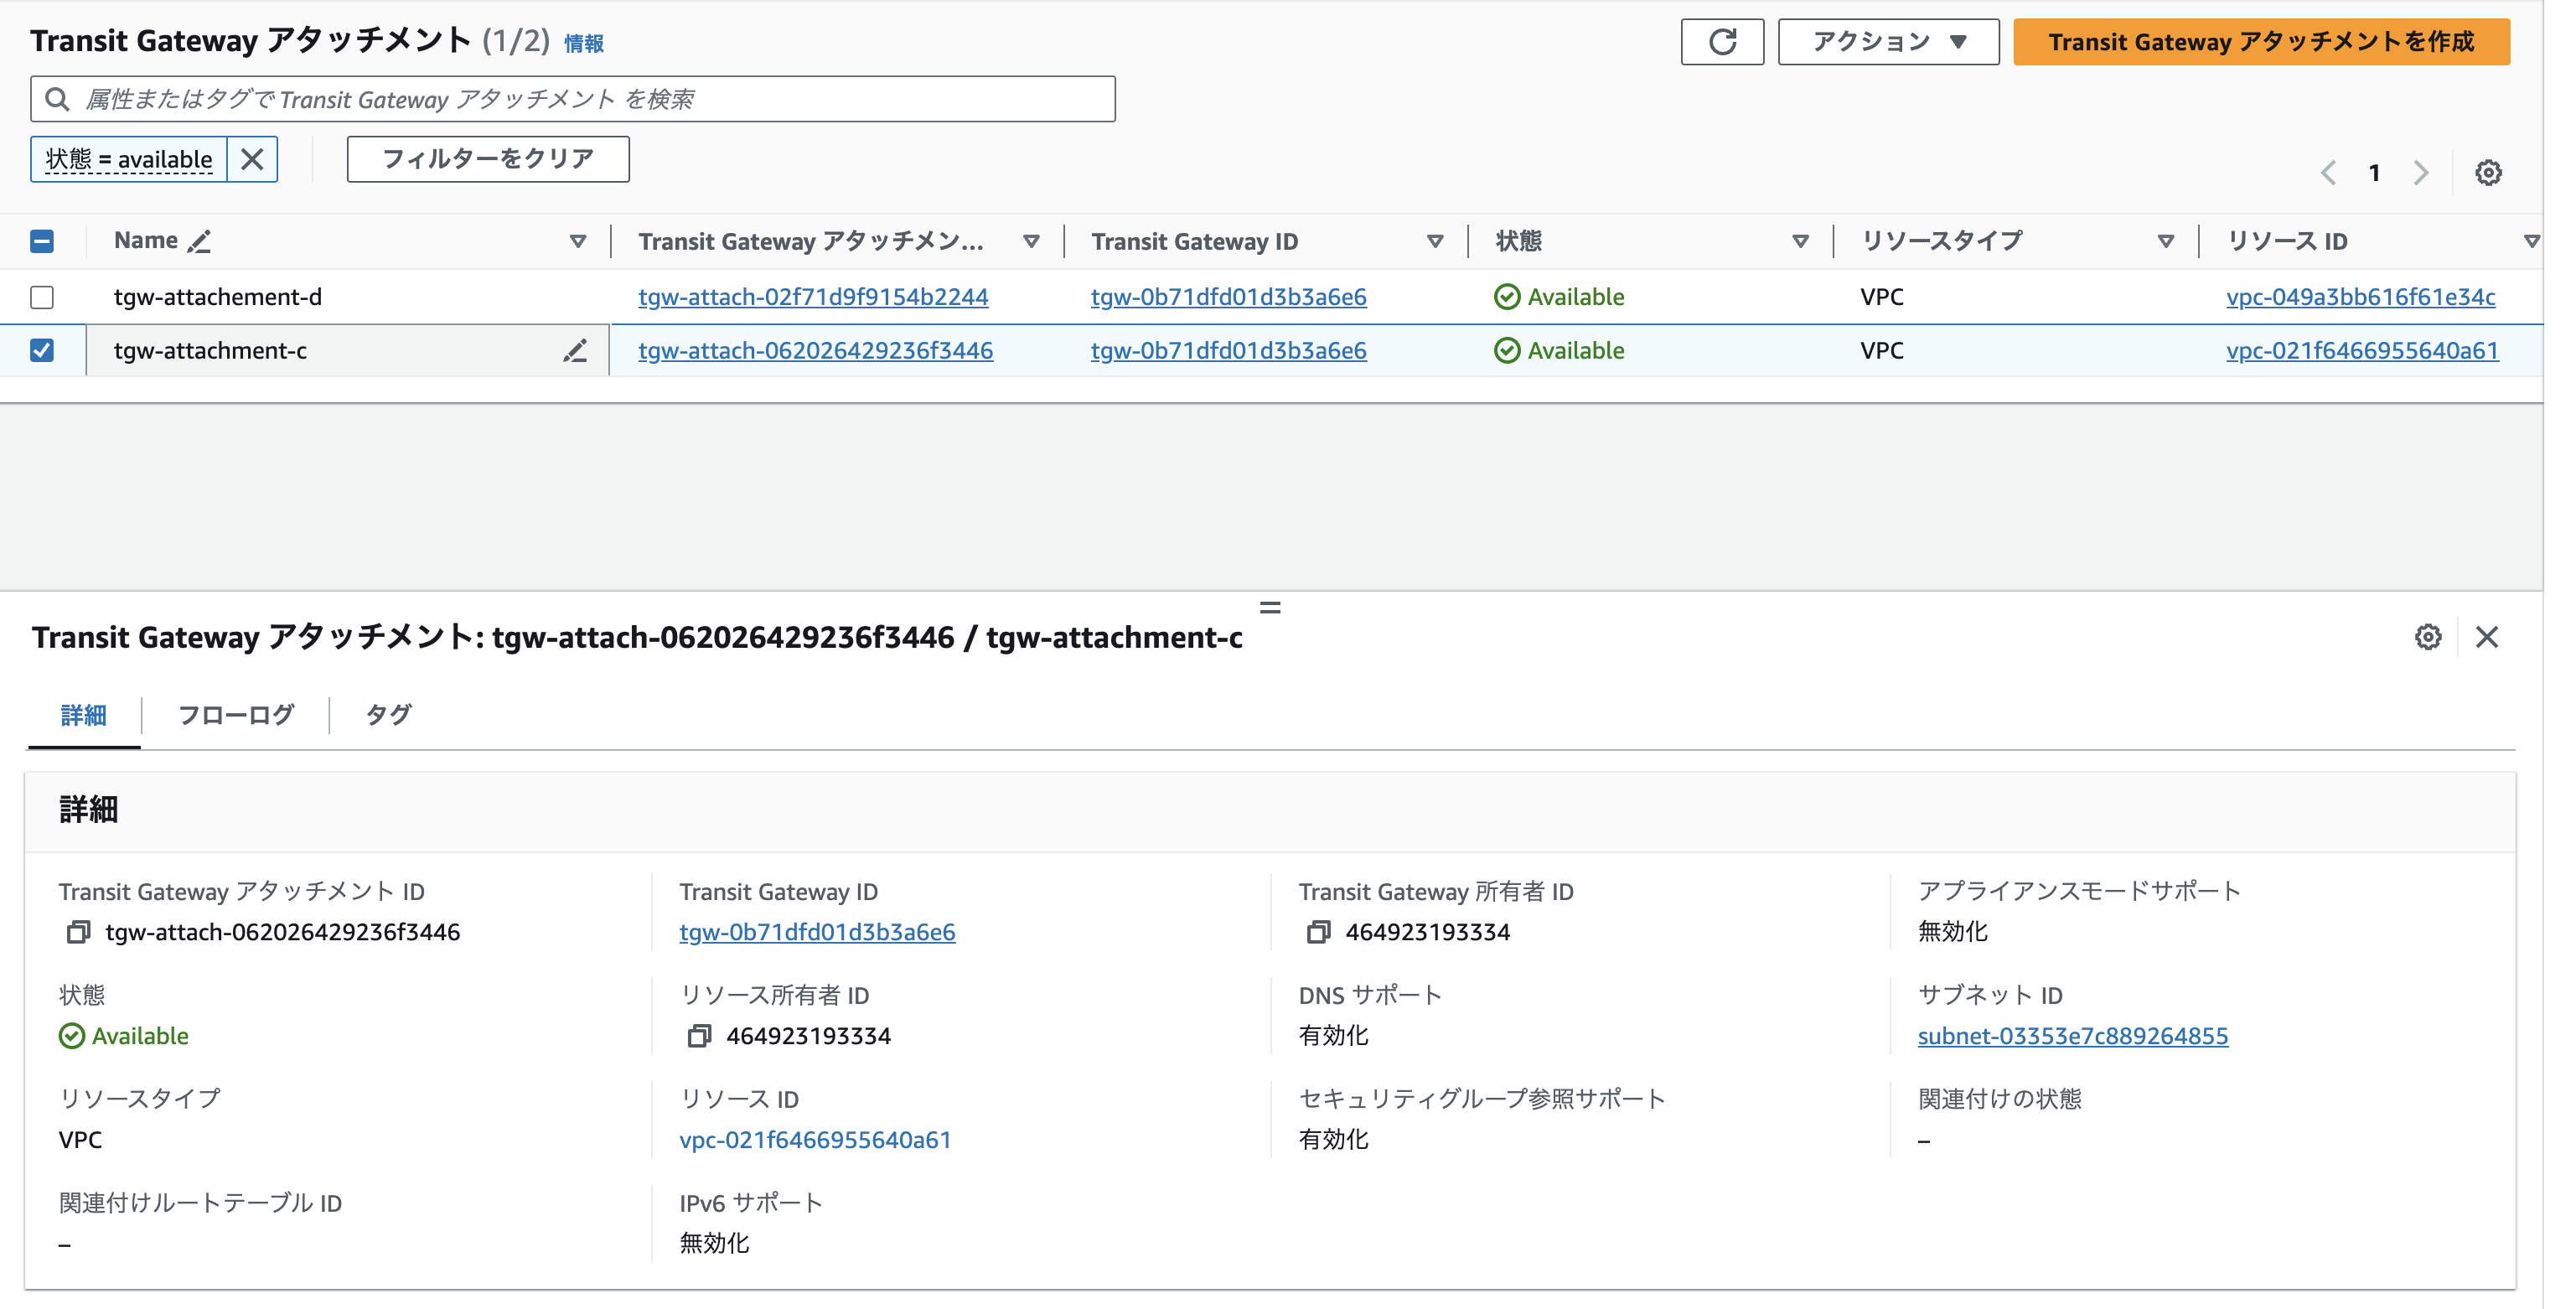 Transit Gateway アタッチメント (1/2) 情報
アクション
Transit Gateway アタッチメントを作成
属性またはタグで Transit Gateway アタッチメント を検索
状態 = available
フィルターをクリア
1
Name Transit Gateway アタッチメン... Transit Gateway ID 状態 リソースタイプ リソース ID
tgw-attachement-d tgw-attach-02f71d9f9154b2244 tgw-0b71dfd01d3b3a6e6 Available VPC vpc-049a3bb616f61e34c
tgw-attachment-c tgw-attach-062026429236f3446 tgw-0b71dfd01d3b3a6e6 Available VPC vpc-021f6466955640a61
Transit Gateway アタッチメント: tgw-attach-062026429236f3446 / tgw-attachment-c
詳細 フローログ タグ
詳細
Transit Gateway アタッチメント ID
tgw-attach-062026429236f3446
Transit Gateway ID
tgw-0b71dfd01d3b3a6e6
Transit Gateway 所有者 ID
464923193334
アプライアンスモードサポート
無効化
状態
Available
リソース所有者 ID
464923193334
DNS サポート
有効化
サブネット ID
subnet-03353e7c889264855
リソースタイプ
VPC
リソース ID
vpc-021f6466955640a61
セキュリティグループ参照サポート
有効化
関連付けの状態
–
関連付けルートテーブル ID
–
IPv6 サポート
無効化